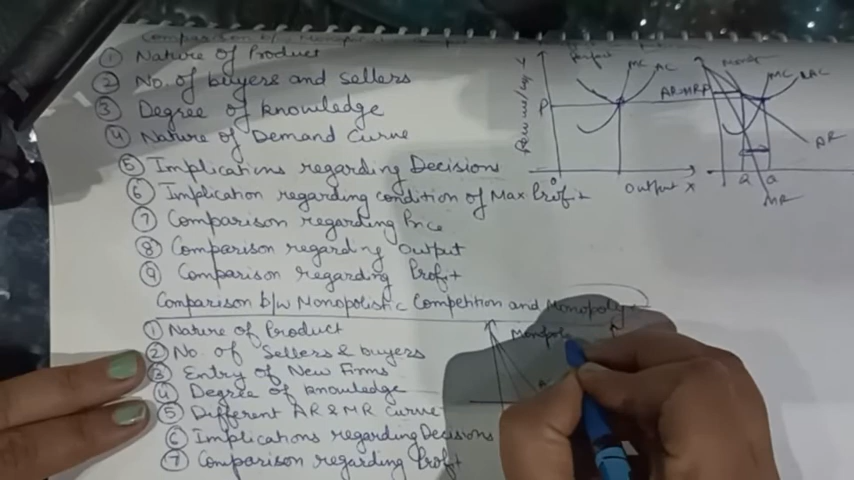 Comparison b/w
① Nature of Product
② No. of buyers and sellers
③ Degree of knowledge
④ Nature of Demand Curve
⑤ Implications regarding Decisions
⑥ Implication regarding condition of Max Profit
⑦ Comparison regarding Price
⑧ Comparison regarding Output
⑨ Comparison regarding Profit
Comparison b/w Monopolistic Competition and Monopoly
① Nature of Product
② No. of Sellers & buyers
③ Entry of New Firms
④ Degree of knowledge
⑤ Different AR & MR Curve
⑥ Implications regarding Decisions
⑦ Comparison regarding Profit
Y
MC
AC
P
AR=MR
O
Output X
P
MC
AC
AR
Q
MR
Monopo